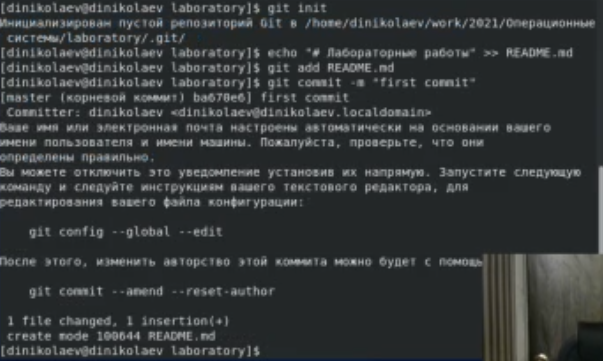 [dinikolaev@dinikolaev laboratory]$ git init
Инициализирован пустой репозиторий Git в /home/dinikolaev/work/2021/Операционные
системы/laboratory/.git/
[dinikolaev@dinikolaev laboratory]$ echo "# Лабораторные работы" >> README.md
[dinikolaev@dinikolaev laboratory]$ git add README.md
[dinikolaev@dinikolaev laboratory]$ git commit -m "first commit"
[master (корневой коммит) ba678e6] first commit
Committer: dinikolaev <dinikolaev@dinikolaev.localdomain>
Ваше имя или электронная почта настроены автоматически на основании вашего
имени пользователя и имени машины. Пожалуйста, проверьте, что они
определены правильно.
Вы можете отключить это уведомление установив их напрямую. Запустите следующую
команду и следуйте инструкциям вашего текстового редактора, для
редактирования вашего файла конфигурации:
git config --global --edit
После этого, изменить авторство этой коммита можно будет с помощь
git commit --amend --reset-author
1 file changed, 1 insertion(+)
create mode 100644 README.md
[dinikolaev@dinikolaev laboratory]$